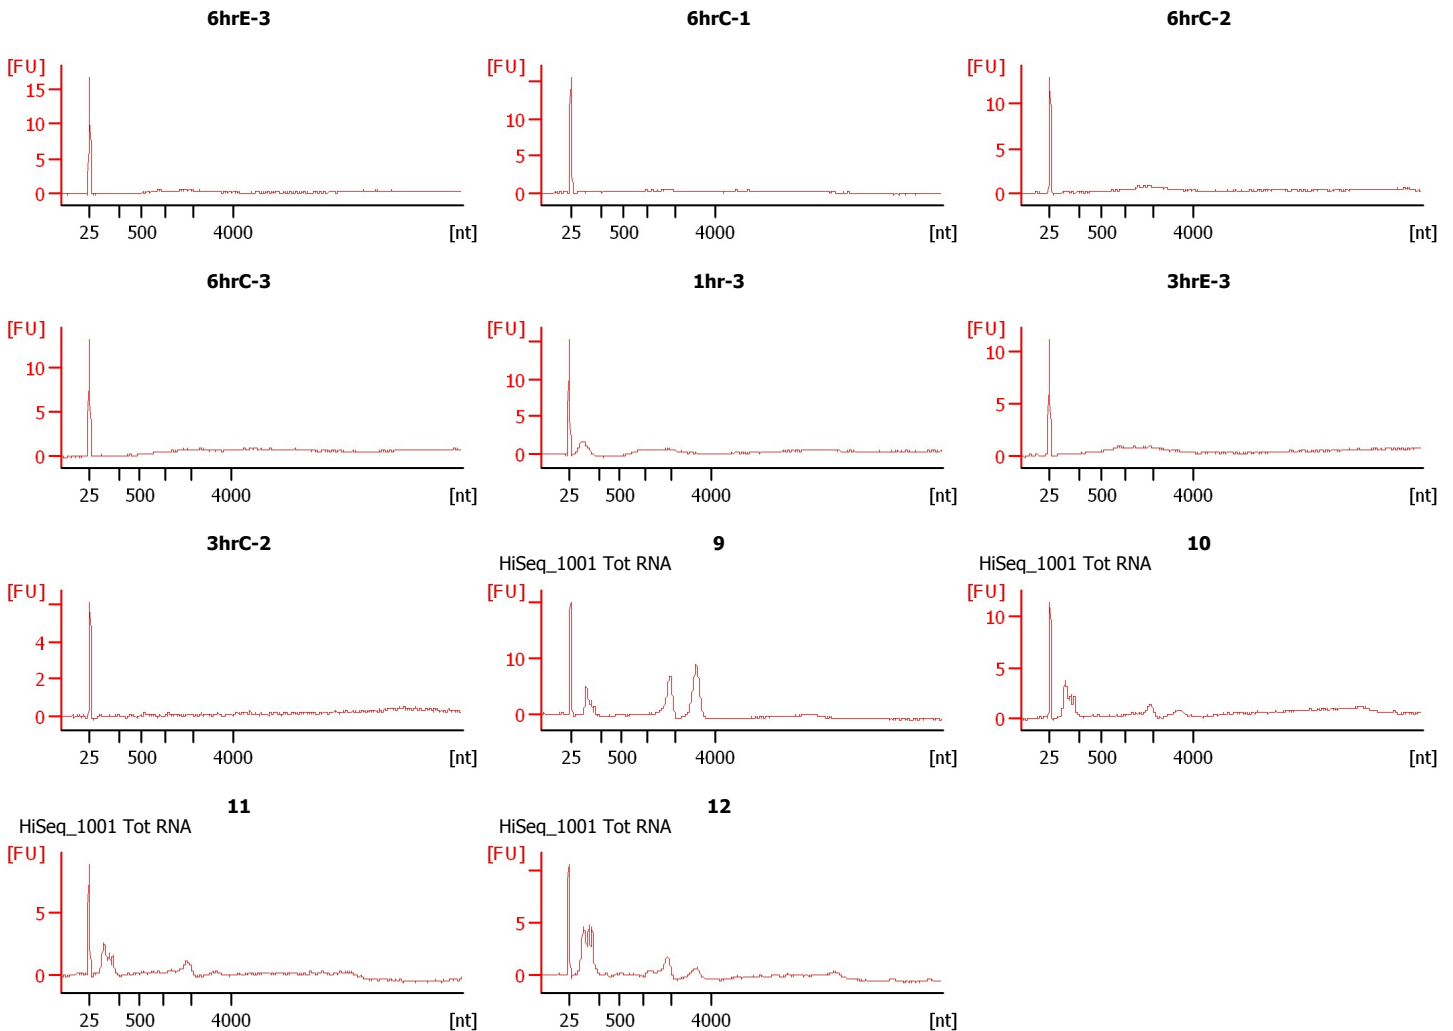 6hrE-3
[FU]
15
10
5
0
25 500 4000 [nt]
6hrC-1
[FU]
10
5
0
25 500 4000 [nt]
6hrC-2
[FU]
10
5
0
25 500 4000 [nt]
6hrC-3
[FU]
10
5
0
25 500 4000 [nt]
1hr-3
[FU]
10
5
0
25 500 4000 [nt]
3hrE-3
[FU]
10
5
0
25 500 4000 [nt]
3hrC-2
[FU]
4
2
0
25 500 4000 [nt]
9
HiSeq_1001 Tot RNA
[FU]
10
0
25 500 4000 [nt]
10
HiSeq_1001 Tot RNA
[FU]
10
5
0
25 500 4000 [nt]
11
HiSeq_1001 Tot RNA
[FU]
5
0
25 500 4000 [nt]
12
HiSeq_1001 Tot RNA
[FU]
5
0
25 500 4000 [nt]